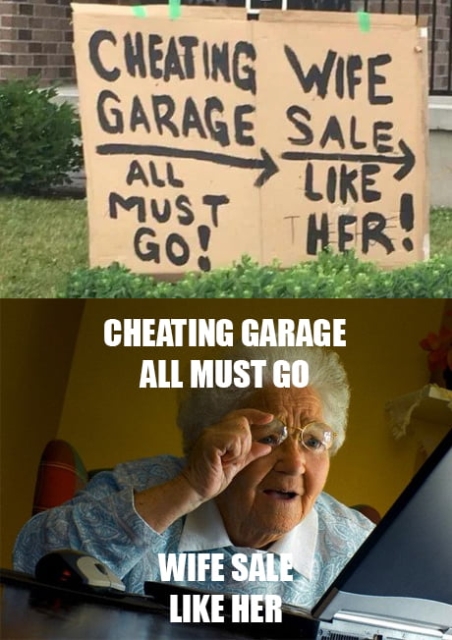 CHEATING WIFE
GARAGE SALE
ALL
MUST
GO!
LIKE
HER!
CHEATING GARAGE
ALL MUST GO
WIFE SALE
LIKE HER